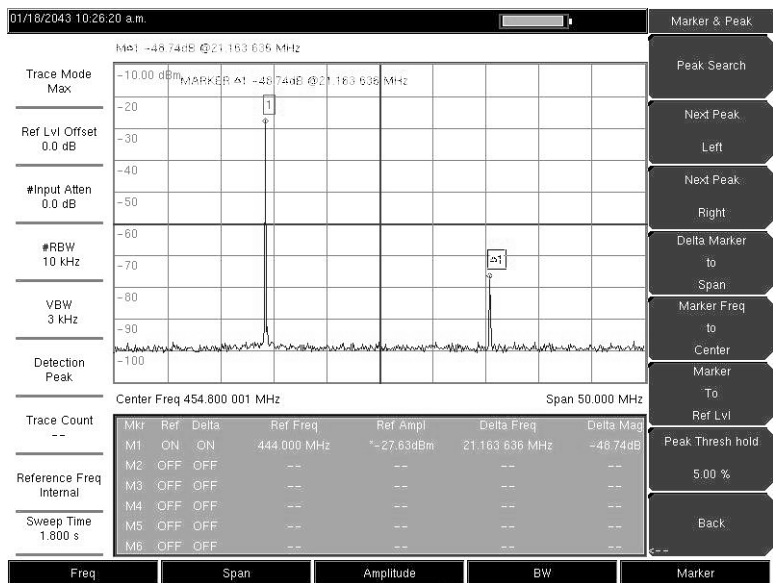 01/18/2043 10:26:20 a.m.
Marker & Peak
MΔ1 -48.74dB @21.163 636 MHz
Peak Search
Trace Mode
Max
-10.00 dBm
MARKER Δ1 -48.74dB @21.163 636 MHz
1
-20
Next Peak
Left
Ref Lvl Offset
0.0 dB
-30
-40
Next Peak
Right
#Input Atten
0.0 dB
-50
-60
Delta Marker
to
Span
#RBW
10 kHz
Δ1
-70
-80
Marker Freq
to
Center
VBW
3 kHz
-90
-100
Detection
Peak
Marker
To
Ref Lvl
Center Freq 454.800 001 MHz
Span 50.000 MHz
Trace Count
--
Mkr Ref Delta Ref Freq Ref Ampl Delta Freq Delta Mag
M1 ON ON 444.000 MHz *-27.63dBm 21.163 636 MHz -48.74dB
M2 OFF OFF -- -- -- --
M3 OFF OFF -- -- -- --
M4 OFF OFF -- -- -- --
M5 OFF OFF -- -- -- --
M6 OFF OFF -- -- -- --
Peak Thresh hold
5.00 %
Reference Freq
Internal
Sweep Time
1.800 s
Back
<--
Freq
Span
Amplitude
BW
Marker